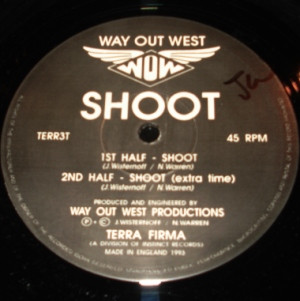 WAY OUT WEST
WOW
SHOOT
TERR3T
45 RPM
1ST HALF - SHOOT
(J.Wisternoff / N.Warren)
2ND HALF - SHOOT (extra time)
(J.Wisternoff / N.Warren)
PRODUCED AND ENGINEERED BY
WAY OUT WEST PRODUCTIONS
℗ + © J WISTERNOFF : N WARREN
TERRA FIRMA
(A DIVISION OF INSTINCT RECORDS)
MADE IN ENGLAND 1993